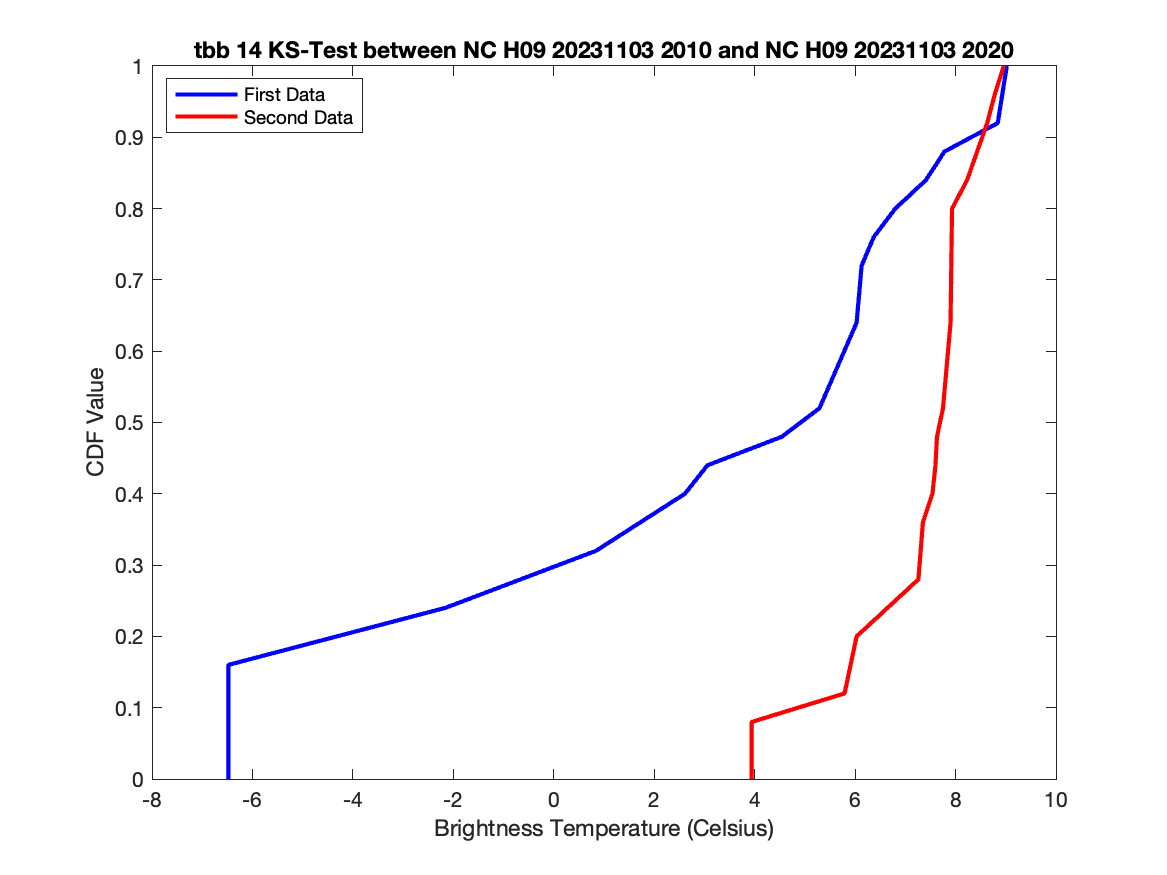 tbb 14 KS-Test between NC H09 20231103 2010 and NC H09 20231103 2020
First Data
Second Data
1
0.9
0.8
0.7
0.6
0.5
0.4
0.3
0.2
0.1
0
CDF Value
-8 -6 -4 -2 0 2 4 6 8 10
Brightness Temperature (Celsius)